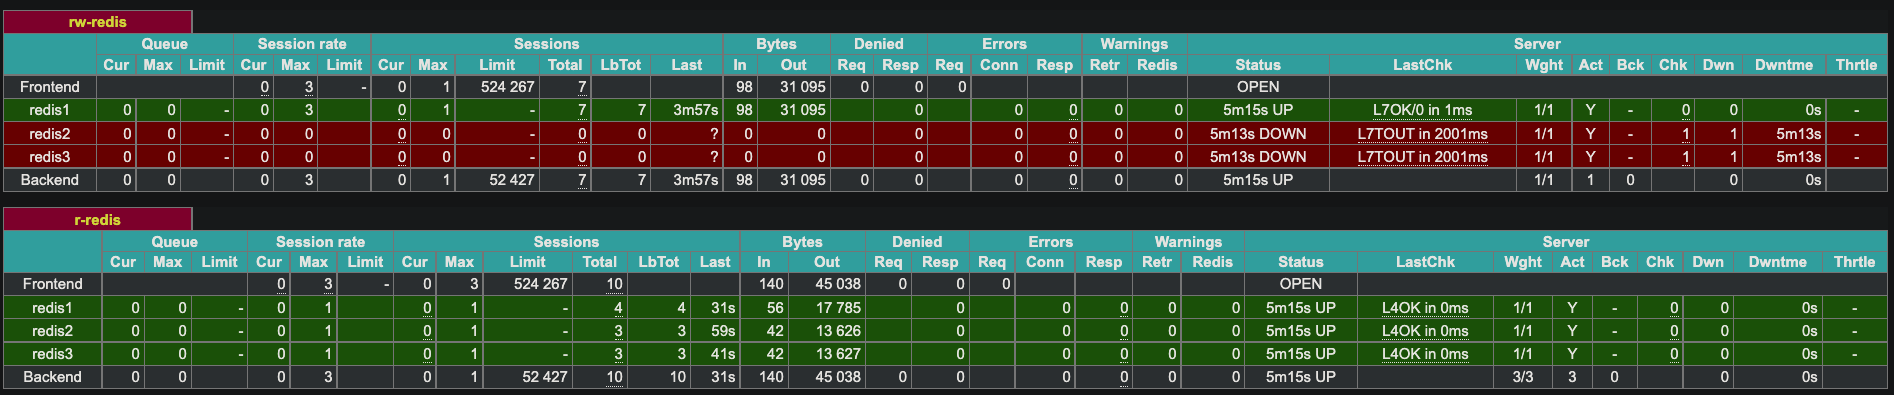 rw-redis
Queue Session rate Sessions Bytes Denied Errors Warnings Server
Cur Max Limit Cur Max Limit Cur Max Limit Total LbTot Last In Out Req Resp Req Conn Resp Retr Redis Status LastChk Wght Act Bck Chk Dwn Dwntme Thrtle
Frontend 0 3 - 0 1 524 267 7 98 31 095 0 0 0 OPEN
redis1 0 0 - 0 3 0 1 - 7 7 3m57s 98 31 095 0 0 0 0 0 5m15s UP L7OK/0 in 1ms 1/1 Y - 0 0 0s -
redis2 0 0 - 0 0 0 0 - 0 0 ? 0 0 0 0 0 0 0 5m13s DOWN L7TOUT in 2001ms 1/1 Y - 1 1 5m13s -
redis3 0 0 - 0 0 0 0 - 0 0 ? 0 0 0 0 0 0 0 5m13s DOWN L7TOUT in 2001ms 1/1 Y - 1 1 5m13s -
Backend 0 0 0 3 0 1 52 427 7 7 3m57s 98 31 095 0 0 0 0 0 0 5m15s UP 1/1 1 0 0 0s
r-redis
Queue Session rate Sessions Bytes Denied Errors Warnings Server
Cur Max Limit Cur Max Limit Cur Max Limit Total LbTot Last In Out Req Resp Req Conn Resp Retr Redis Status LastChk Wght Act Bck Chk Dwn Dwntme Thrtle
Frontend 0 3 - 0 3 524 267 10 140 45 038 0 0 0 OPEN
redis1 0 0 - 0 1 0 1 - 4 4 31s 56 17 785 0 0 0 0 0 5m15s UP L4OK in 0ms 1/1 Y - 0 0 0s -
redis2 0 0 - 0 1 0 1 - 3 3 59s 42 13 626 0 0 0 0 0 5m15s UP L4OK in 0ms 1/1 Y - 0 0 0s -
redis3 0 0 - 0 1 0 1 - 3 3 41s 42 13 627 0 0 0 0 0 5m15s UP L4OK in 0ms 1/1 Y - 0 0 0s -
Backend 0 0 0 3 0 1 52 427 10 10 31s 140 45 038 0 0 0 0 0 0 5m15s UP 3/3 3 0 0 0s